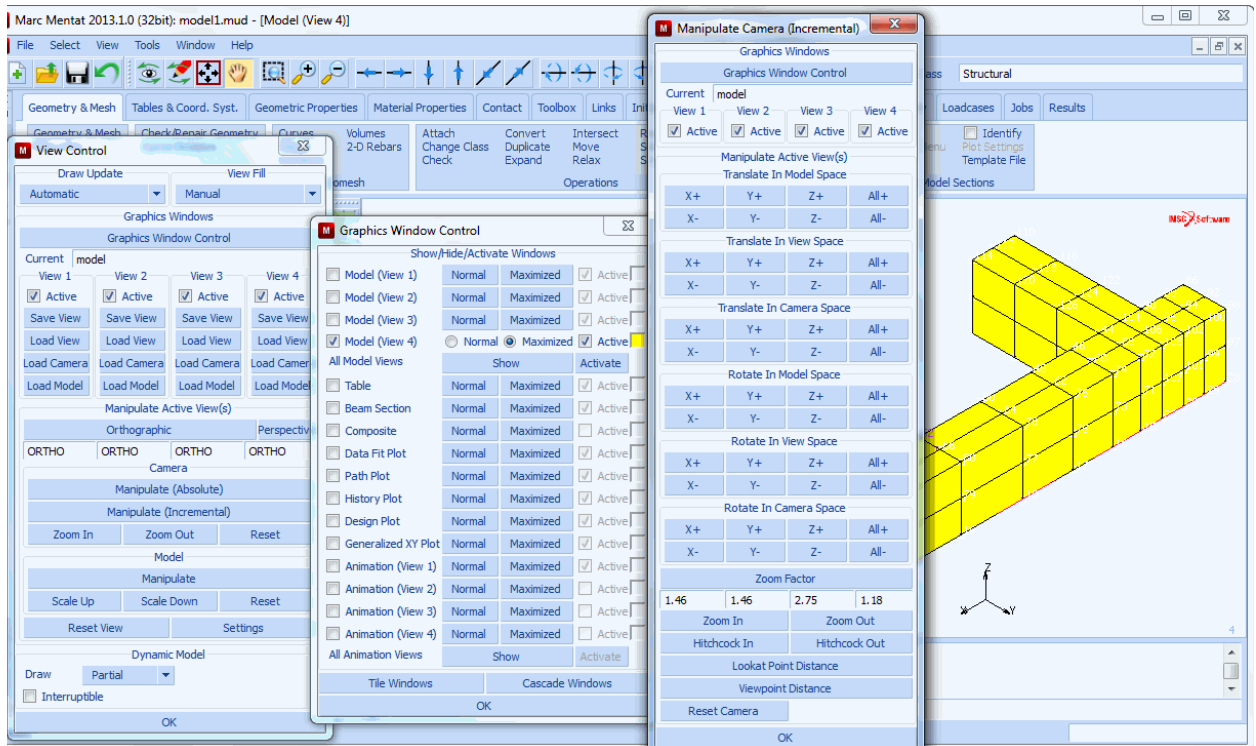 Marc Mentat 2013.1.0 (32bit): model1.mud - [Model (View 4)]
File Select View Tools Window Help
Structural
Geometry & Mesh Tables & Coord. Syst. Geometric Properties Material Properties Contact Toolbox Links Loadcases Jobs Results
Geometry & Mesh Check/Repair Geometry Curves Volumes Attach Convert Intersect Identify
2-D Rebars Change Class Duplicate Move Plot Settings
Check Expand Relax Template File
Operations
View Control
Draw Update View Fill
Automatic Manual
Graphics Windows
Graphics Window Control
Current model
View 1 View 2 View 3 View 4
Active Active Active Active
Save View Save View Save View Save View
Load View Load View Load View Load View
Load Camera Load Camera Load Camera Load Camer
Load Model Load Model Load Model Load Model
Manipulate Active View(s)
Orthographic Perspectiv
ORTHO ORTHO ORTHO ORTHO
Camera
Manipulate (Absolute)
Manipulate (Incremental)
Zoom In Zoom Out Reset
Model
Manipulate
Scale Up Scale Down Reset
Reset View Settings
Dynamic Model
Draw Partial
Interruptible
OK
Graphics Window Control
Show/Hide/Activate Windows
Model (View 1) Normal Maximized Active
Model (View 2) Normal Maximized Active
Model (View 3) Normal Maximized Active
Model (View 4) Normal Maximized Active
All Model Views Show Activate
Table Normal Maximized Active
Beam Section Normal Maximized Active
Composite Normal Maximized Active
Data Fit Plot Normal Maximized Active
Path Plot Normal Maximized Active
History Plot Normal Maximized Active
Design Plot Normal Maximized Active
Generalized XY Plot Normal Maximized Active
Animation (View 1) Normal Maximized Active
Animation (View 2) Normal Maximized Active
Animation (View 3) Normal Maximized Active
Animation (View 4) Normal Maximized Active
All Animation Views Show Activate
Tile Windows Cascade Windows
OK
Manipulate Camera (Incremental)
Graphics Windows
Graphics Window Control
Current model
View 1 View 2 View 3 View 4
Active Active Active Active
Manipulate Active View(s)
Translate In Model Space
X+ Y+ Z+ All+
X- Y- Z- All-
Translate In View Space
X+ Y+ Z+ All+
X- Y- Z- All-
Translate In Camera Space
X+ Y+ Z+ All+
X- Y- Z- All-
Rotate In Model Space
X+ Y+ Z+ All+
X- Y- Z- All-
Rotate In View Space
X+ Y+ Z+ All+
X- Y- Z- All-
Rotate In Camera Space
X+ Y+ Z+ All+
X- Y- Z- All-
Zoom Factor
1.46 1.46 2.75 1.18
Zoom In Zoom Out
Hitchcock In Hitchcock Out
Lookat Point Distance
Viewpoint Distance
Reset Camera
OK
Model Sections
MSC Software
Z
X Y
4